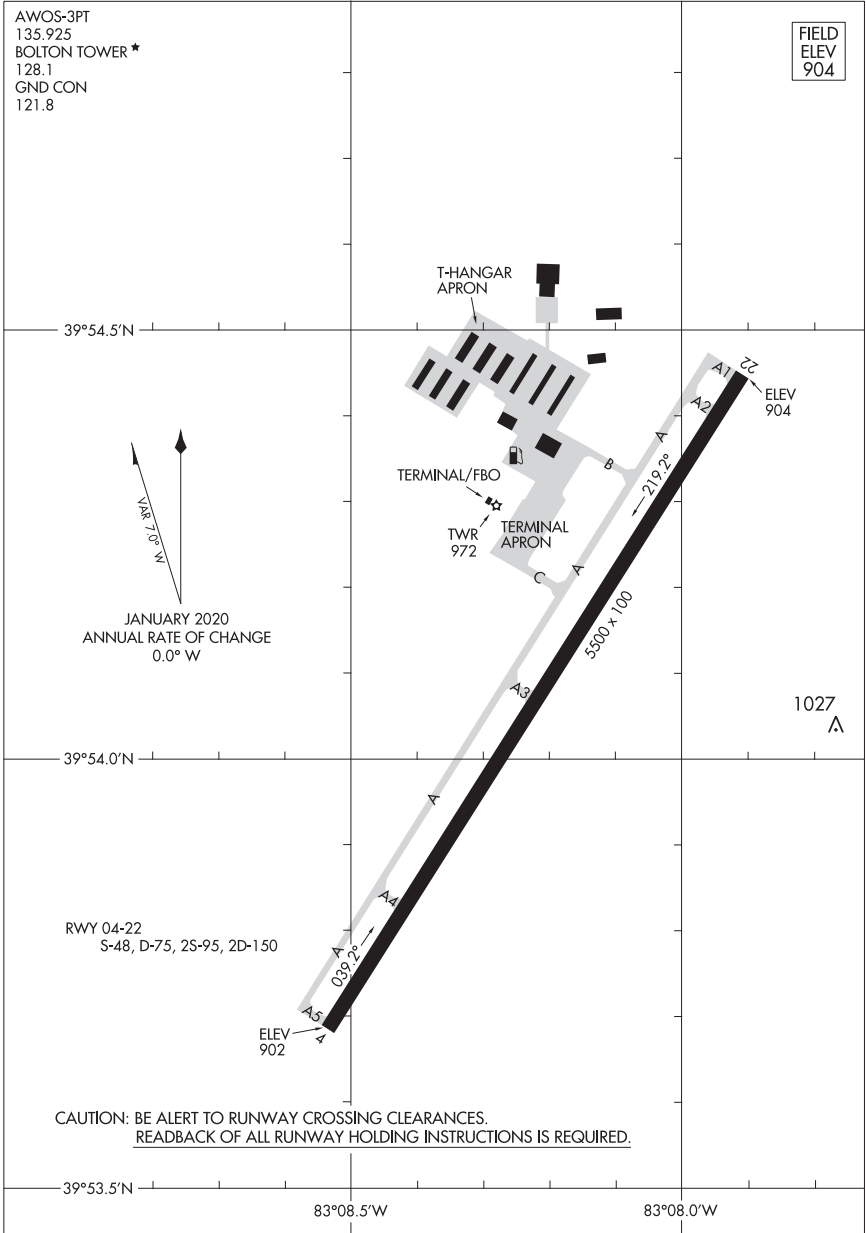 AWOS-3PT
135.925
BOLTON TOWER ★
128.1
GND CON
121.8
FIELD
ELEV
904
T-HANGAR
APRON
39°54.5'N
22
A1
ELEV
904
A2
A
B
219.2°
TERMINAL/FBO
TWR
972
TERMINAL
APRON
VAR 7.0° W
C
A
JANUARY 2020
ANNUAL RATE OF CHANGE
0.0° W
5500 x 100
A3
1027
39°54.0'N
A
A4
RWY 04-22
S-48, D-75, 2S-95, 2D-150
A
039.2°
A5
ELEV
902
4
CAUTION: BE ALERT TO RUNWAY CROSSING CLEARANCES.
READBACK OF ALL RUNWAY HOLDING INSTRUCTIONS IS REQUIRED.
39°53.5'N
83°08.5'W
83°08.0'W